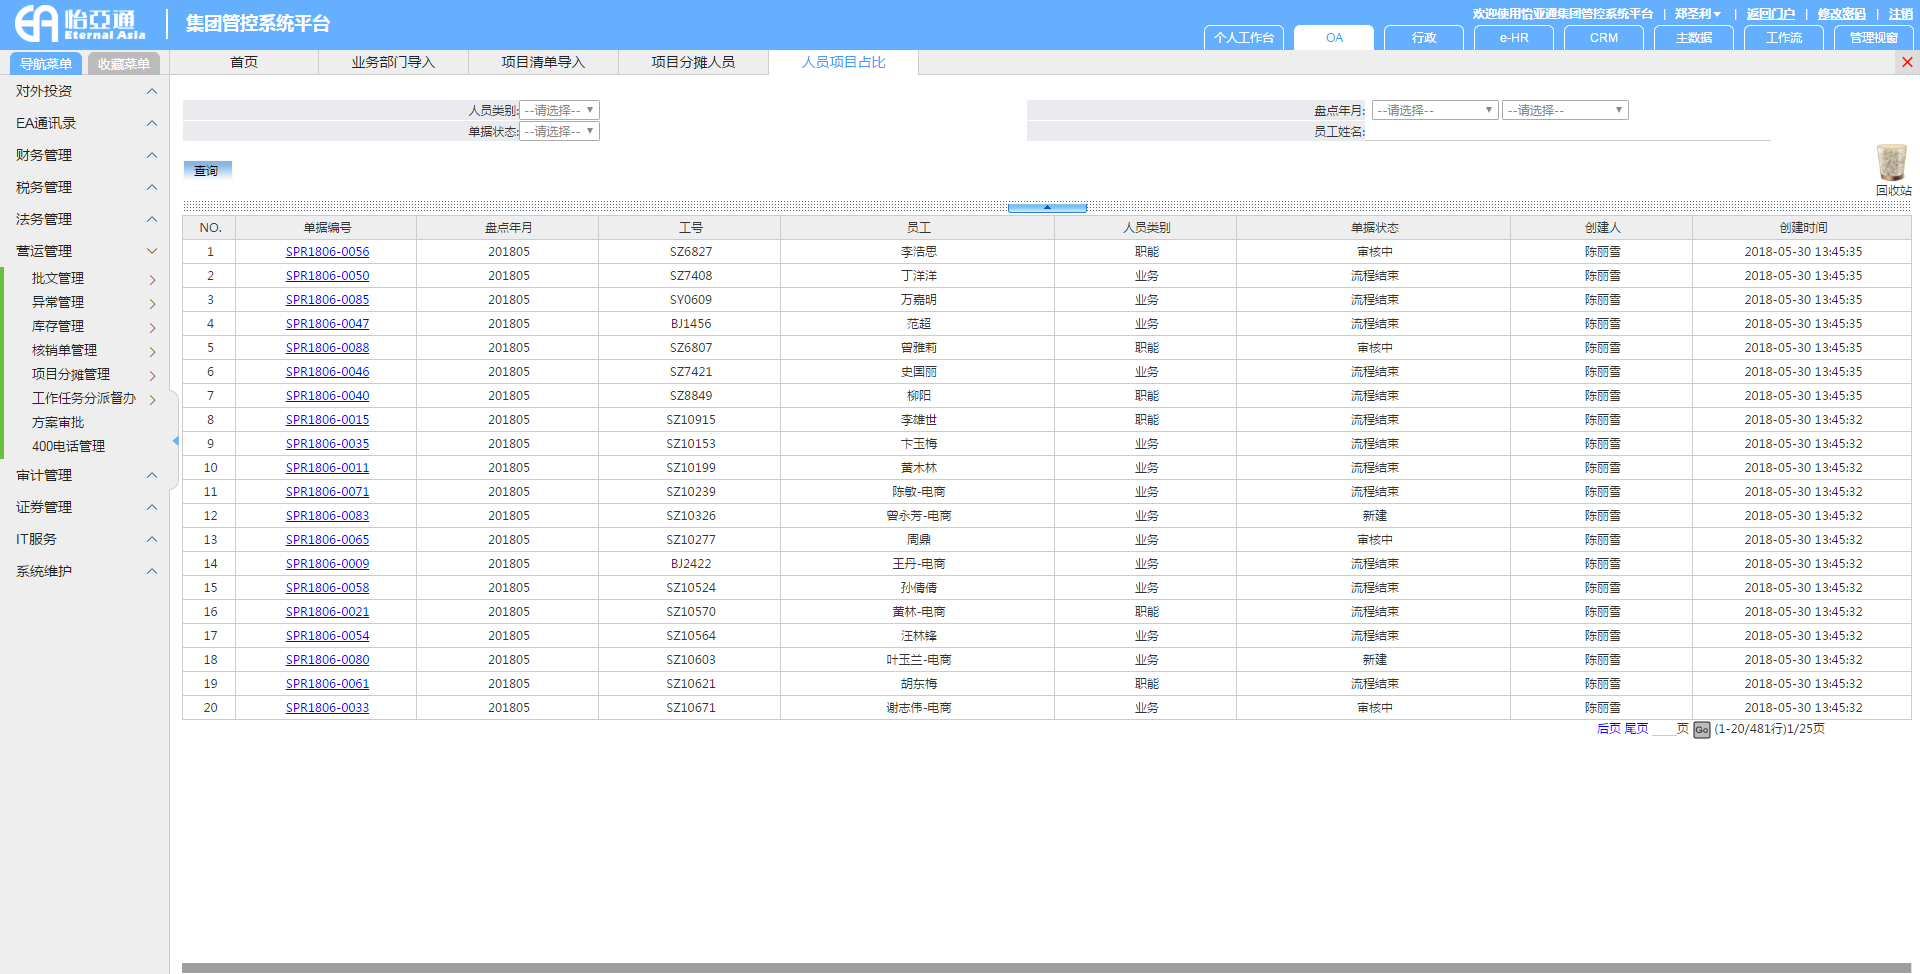 怡亞通 Eternal Asia 集团管控系统平台
欢迎使用怡亚通集团管控系统平台 | 郑圣利 | 返回门户 | 修改密码 | 注销
个人工作台 OA 行政 e-HR CRM 主数据 工作流 管理视窗
导航菜单 收藏菜单
首页 业务部门导入 项目清单导入 项目分摊人员 人员项目占比
对外投资
EA通讯录
财务管理
税务管理
法务管理
营运管理
批文管理
异常管理
库存管理
核销单管理
项目分摊管理
工作任务分派督办
方案审批
400电话管理
审计管理
证券管理
IT服务
系统维护
人员类别: --请选择-- 盘点年月: --请选择-- --请选择--
单据状态: --请选择-- 员工姓名:
查询
回收站
NO. 单据编号 盘点年月 工号 员工 人员类别 单据状态 创建人 创建时间
1 SPR1806-0056 201805 SZ6827 李浩思 职能 审核中 陈丽雪 2018-05-30 13:45:35
2 SPR1806-0050 201805 SZ7408 丁洋洋 业务 流程结束 陈丽雪 2018-05-30 13:45:35
3 SPR1806-0085 201805 SY0609 万嘉明 业务 流程结束 陈丽雪 2018-05-30 13:45:35
4 SPR1806-0047 201805 BJ1456 范超 业务 流程结束 陈丽雪 2018-05-30 13:45:35
5 SPR1806-0088 201805 SZ6807 曾雅莉 职能 审核中 陈丽雪 2018-05-30 13:45:35
6 SPR1806-0046 201805 SZ7421 史国丽 业务 流程结束 陈丽雪 2018-05-30 13:45:35
7 SPR1806-0040 201805 SZ8849 柳阳 职能 流程结束 陈丽雪 2018-05-30 13:45:35
8 SPR1806-0015 201805 SZ10915 李雄世 职能 流程结束 陈丽雪 2018-05-30 13:45:32
9 SPR1806-0035 201805 SZ10153 卞玉梅 业务 流程结束 陈丽雪 2018-05-30 13:45:32
10 SPR1806-0011 201805 SZ10199 黄木林 业务 流程结束 陈丽雪 2018-05-30 13:45:32
11 SPR1806-0071 201805 SZ10239 陈敏-电商 业务 流程结束 陈丽雪 2018-05-30 13:45:32
12 SPR1806-0083 201805 SZ10326 曾永芳-电商 业务 新建 陈丽雪 2018-05-30 13:45:32
13 SPR1806-0065 201805 SZ10277 周鼎 业务 审核中 陈丽雪 2018-05-30 13:45:32
14 SPR1806-0009 201805 BJ2422 王丹-电商 业务 流程结束 陈丽雪 2018-05-30 13:45:32
15 SPR1806-0058 201805 SZ10524 孙倩倩 业务 流程结束 陈丽雪 2018-05-30 13:45:32
16 SPR1806-0021 201805 SZ10570 黄林-电商 职能 流程结束 陈丽雪 2018-05-30 13:45:32
17 SPR1806-0054 201805 SZ10564 汪林锋 业务 流程结束 陈丽雪 2018-05-30 13:45:32
18 SPR1806-0080 201805 SZ10603 叶玉兰-电商 业务 新建 陈丽雪 2018-05-30 13:45:32
19 SPR1806-0061 201805 SZ10621 胡东梅 职能 流程结束 陈丽雪 2018-05-30 13:45:32
20 SPR1806-0033 201805 SZ10671 谢志伟-电商 业务 审核中 陈丽雪 2018-05-30 13:45:32
后页 尾页 页 Go (1-20/481行)1/25页